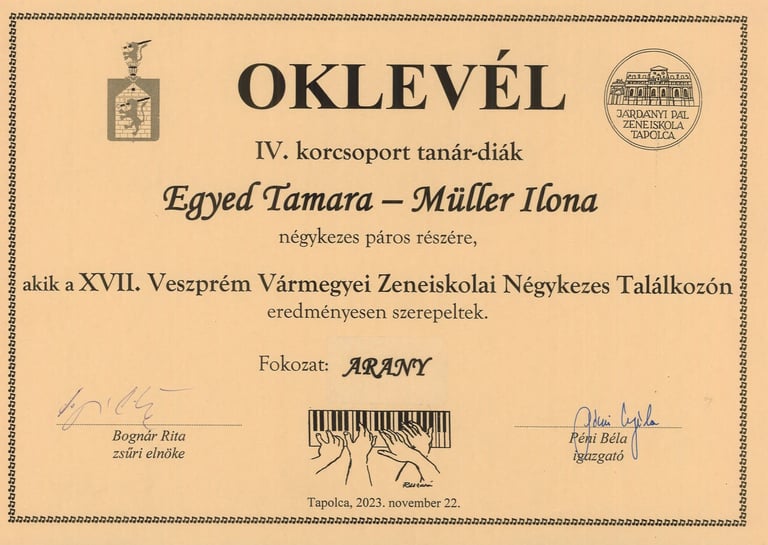 OKLEVÉL
JÁRDÁNYI PÁL
ZENEISKOLA
TAPOLCA
IV. korcsoport tanár-diák
Egyed Tamara – Müller Ilona
négykezes páros részére,
akik a XVII. Veszprém Vármegyei Zeneiskolai Négykezes Találkozón
eredményesen szerepeltek.
Fokozat: ARANY
Bognár Rita
zsűri elnöke
Péni Béla
igazgató
Tapolca, 2023. november 22.